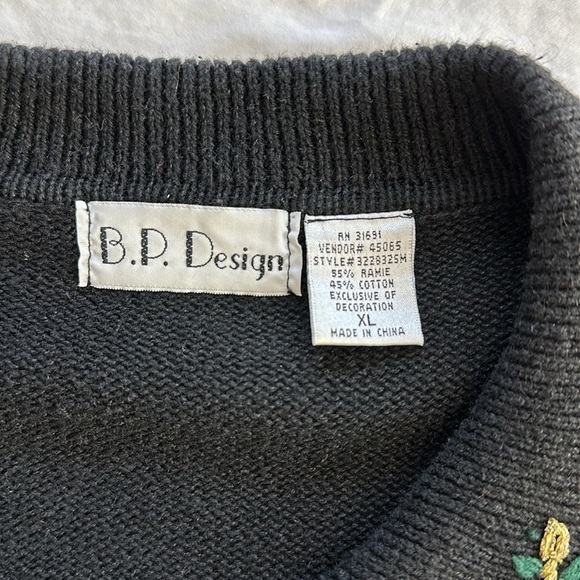 B.P. Design
RN 31691
VENDOR# 45065
STYLE#322832SM
55% RAMIE
45% COTTON
EXCLUSIVE OF
DECORATION
XL
MADE IN CHINA